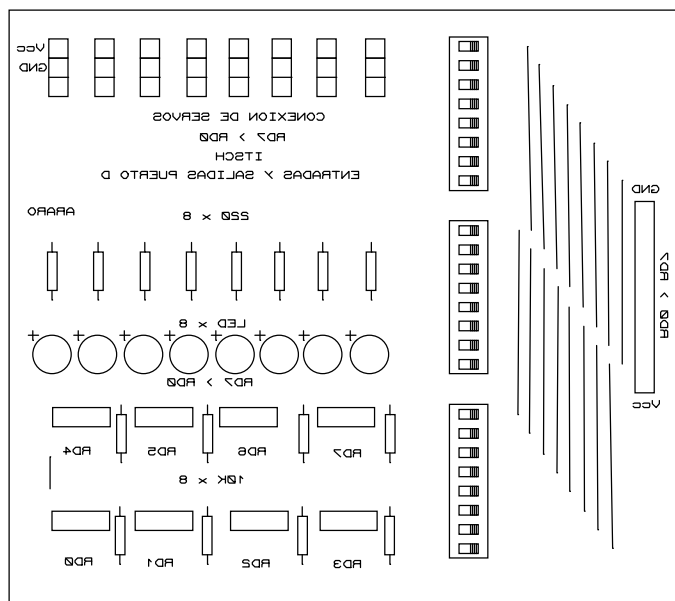 Vcc
GND
CONEXION DE SERVOS
RD7 > RD0
ITSCH
ENTRADAS Y SALIDAS PUERTO D
GND
ARARO
220 x 8
RD0 > RD7
LED x 8
RD7 > RD0
Vcc
RD4
RD5
RD6
RD7
10K x 8
RD0
RD1
RD2
RD3